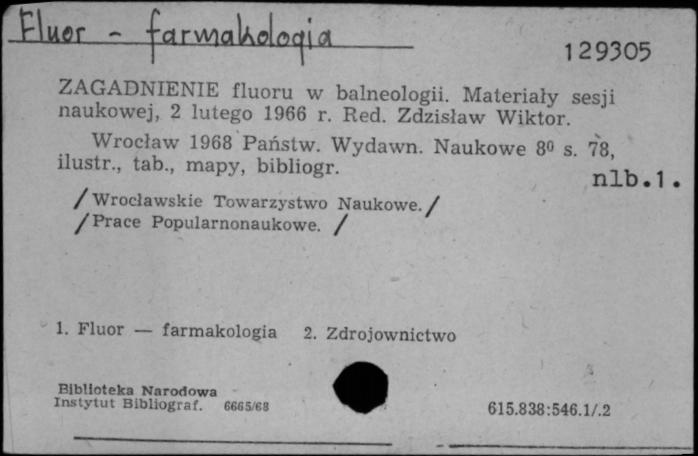 Fluor - farmakologia
129305
ZAGADNIENIE fluoru w balneologii. Materiały sesji
naukowej, 2 lutego 1966 r. Red. Zdzisław Wiktor.
Wrocław 1968 Państw. Wydawn. Naukowe 8⁰ s. 78,
ilustr., tab., mapy, bibliogr.
nlb.1.
/Wrocławskie Towarzystwo Naukowe./
/Prace Popularnonaukowe. /
1. Fluor — farmakologia 2. Zdrojownictwo
Biblioteka Narodowa
Instytut Bibliograf. 6665/68
615.838:546.1/.2